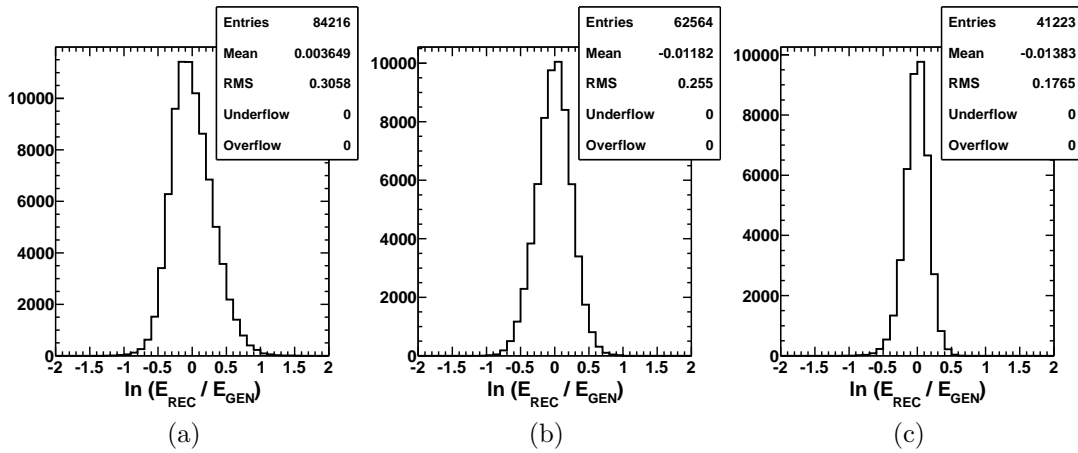 Entries 84216
Mean 0.003649
RMS 0.3058
Underflow 0
Overflow 0
10000
8000
6000
4000
2000
0
-2 -1.5 -1 -0.5 0 0.5 1 1.5 2
ln (E_REC / E_GEN)
(a)
Entries 62564
Mean -0.01182
RMS 0.255
Underflow 0
Overflow 0
10000
8000
6000
4000
2000
0
-2 -1.5 -1 -0.5 0 0.5 1 1.5 2
ln (E_REC / E_GEN)
(b)
Entries 41223
Mean -0.01383
RMS 0.1765
Underflow 0
Overflow 0
10000
8000
6000
4000
2000
0
-2 -1.5 -1 -0.5 0 0.5 1 1.5 2
ln (E_REC / E_GEN)
(c)